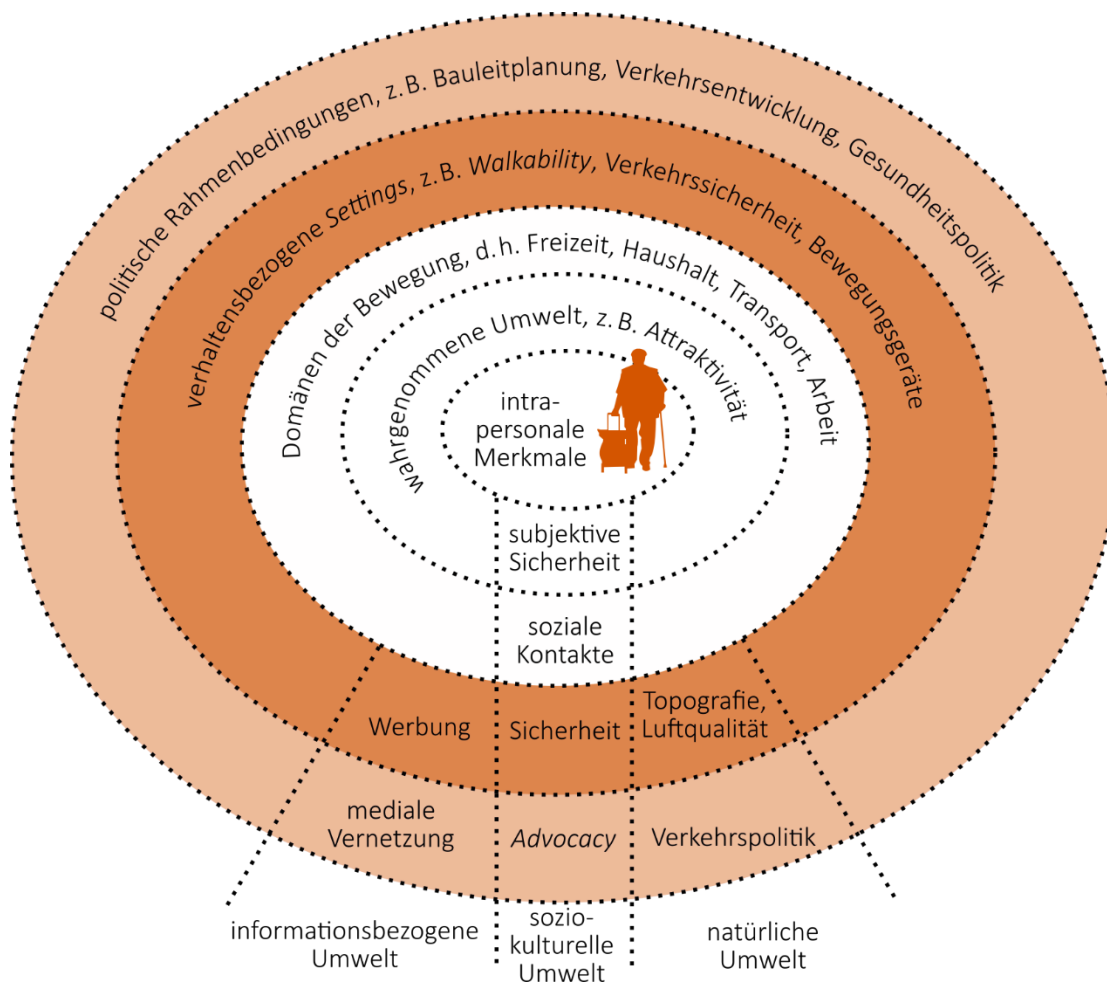 politische Rahmenbedingungen, z.B. Bauleitplanung, Verkehrsentwicklung, Gesundheitspolitik
verhaltensbezogene Settings, z.B. Walkability, Verkehrssicherheit, Bewegungsgeräte
Domänen der Bewegung, d.h. Freizeit, Haushalt, Transport, Arbeit
wahrgenommene Umwelt, z.B. Attraktivität
intra-
personale
Merkmale
subjektive
Sicherheit
soziale
Kontakte
Werbung
Sicherheit
Topografie,
Luftqualität
mediale
Vernetzung
Advocacy
Verkehrspolitik
informationsbezogene
Umwelt
sozio-
kulturelle
Umwelt
natürliche
Umwelt